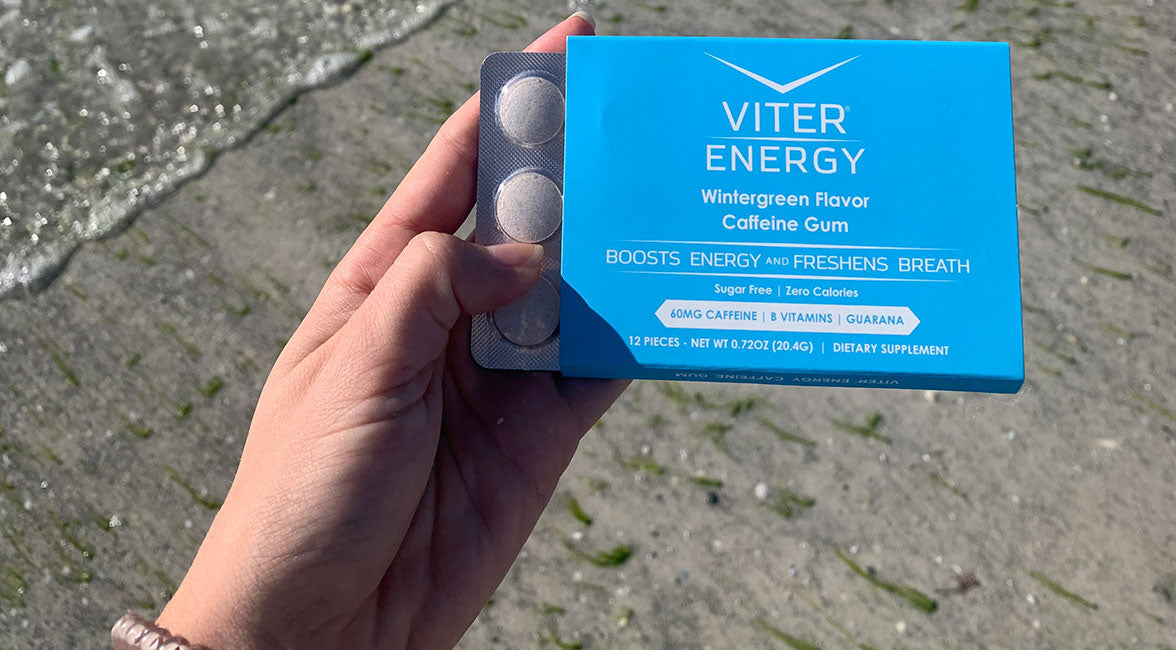 VITER®
ENERGY
Wintergreen Flavor
Caffeine Gum
BOOSTS ENERGY AND FRESHENS BREATH
Sugar Free | Zero Calories
60MG CAFFEINE | B VITAMINS | GUARANA
12 PIECES - NET WT 0.72OZ (20.4G) | DIETARY SUPPLEMENT
VITER ENERGY CAFFEINE GUM